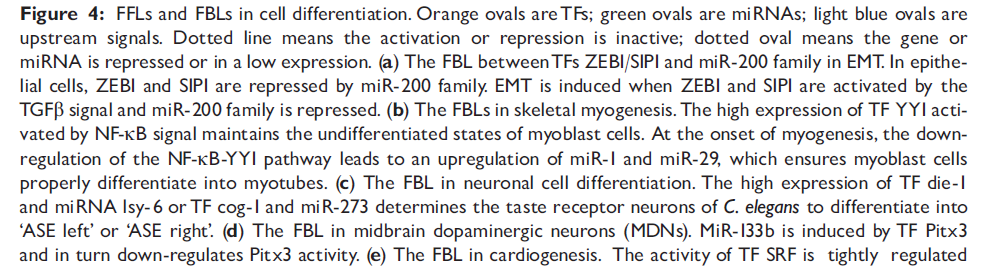 Figure 4: FFLs and FBLs in cell differentiation. Orange ovals are TFs; green ovals are miRNAs; light blue ovals are
upstream signals. Dotted line means the activation or repression is inactive; dotted oval means the gene or
miRNA is repressed or in a low expression. (a) The FBL between TFs ZEB1/SIP1 and miR-200 family in EMT. In epithe-
lial cells, ZEB1 and SIP1 are repressed by miR-200 family. EMT is induced when ZEB1 and SIP1 are activated by the
TGFβ signal and miR-200 family is repressed. (b) The FBLs in skeletal myogenesis. The high expression of TF YY1 acti-
vated by NF-κB signal maintains the undifferentiated states of myoblast cells. At the onset of myogenesis, the down-
regulation of the NF-κB-YY1 pathway leads to an upregulation of miR-1 and miR-29, which ensures myoblast cells
properly differentiate into myotubes. (c) The FBL in neuronal cell differentiation. The high expression of TF die-1
and miRNA lsy-6 or TF cog-1 and miR-273 determines the taste receptor neurons of C. elegans to differentiate into
‘ASE left’ or ‘ASE right’. (d) The FBL in midbrain dopaminergic neurons (MDNs). MiR-133b is induced by TF Pitx3
and in turn down-regulates Pitx3 activity. (e) The FBL in cardiogenesis. The activity of TF SRF is tightly regulated